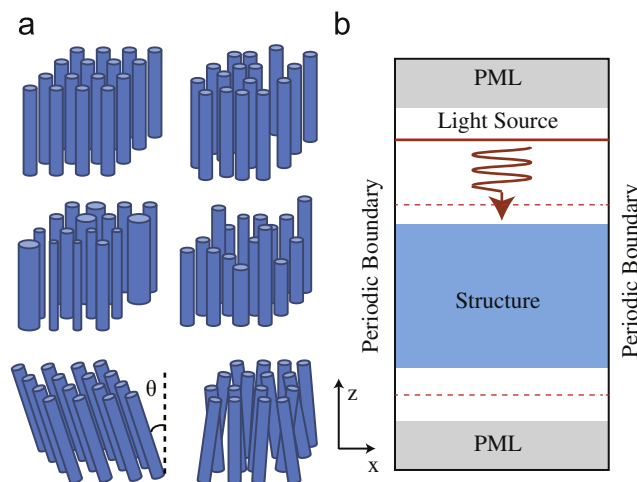 a
b
PML
Light Source
Periodic Boundary
Structure
Periodic Boundary
θ
z
x
PML